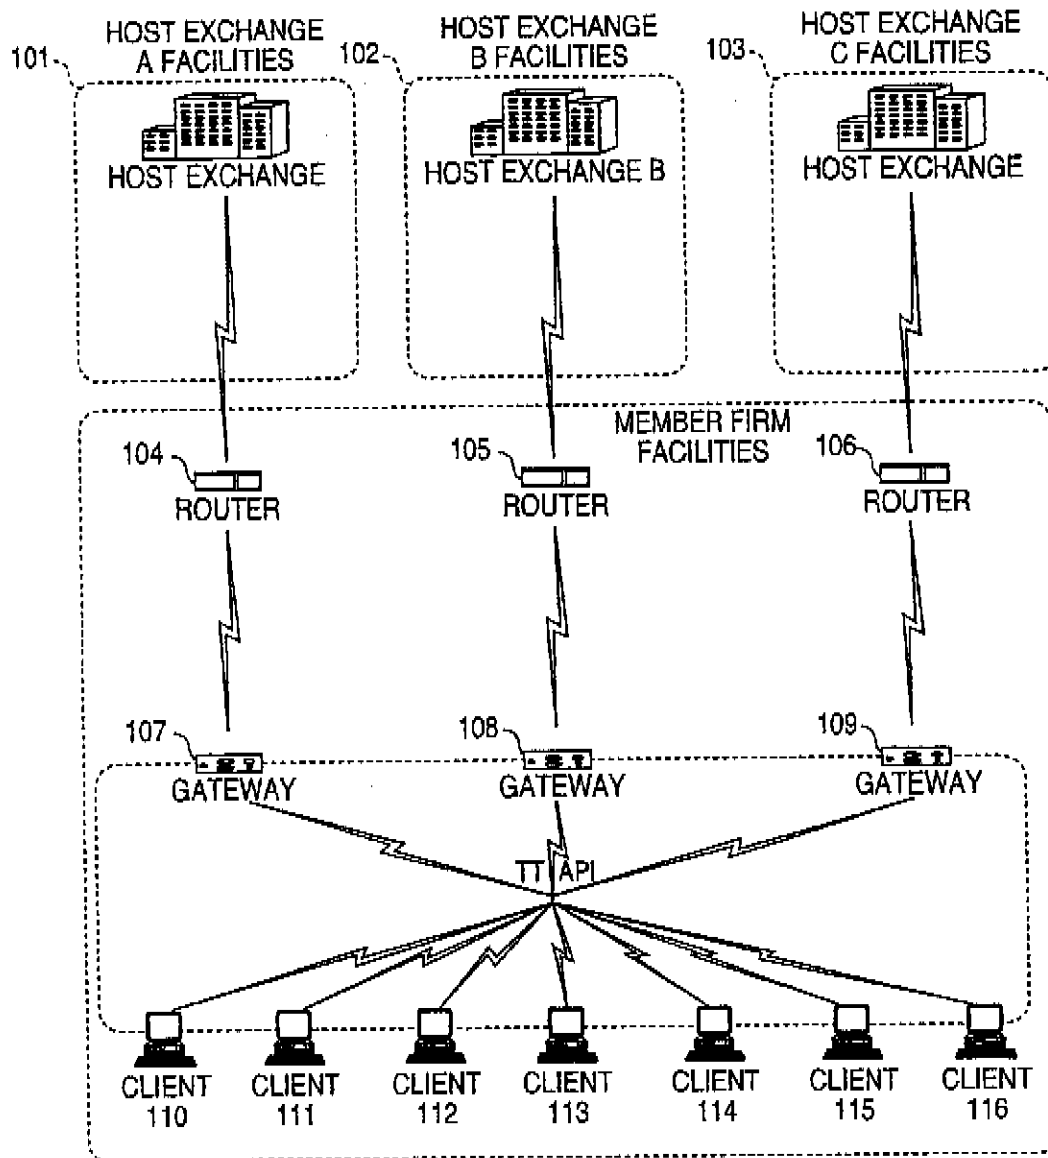 HOST EXCHANGE
A FACILITIES
HOST EXCHANGE
B FACILITIES
HOST EXCHANGE
C FACILITIES
101
102
103
HOST EXCHANGE
HOST EXCHANGE B
HOST EXCHANGE
MEMBER FIRM
FACILITIES
104
105
106
ROUTER
ROUTER
ROUTER
107
108
109
GATEWAY
GATEWAY
GATEWAY
TT API
CLIENT
110
CLIENT
111
CLIENT
112
CLIENT
113
CLIENT
114
CLIENT
115
CLIENT
116